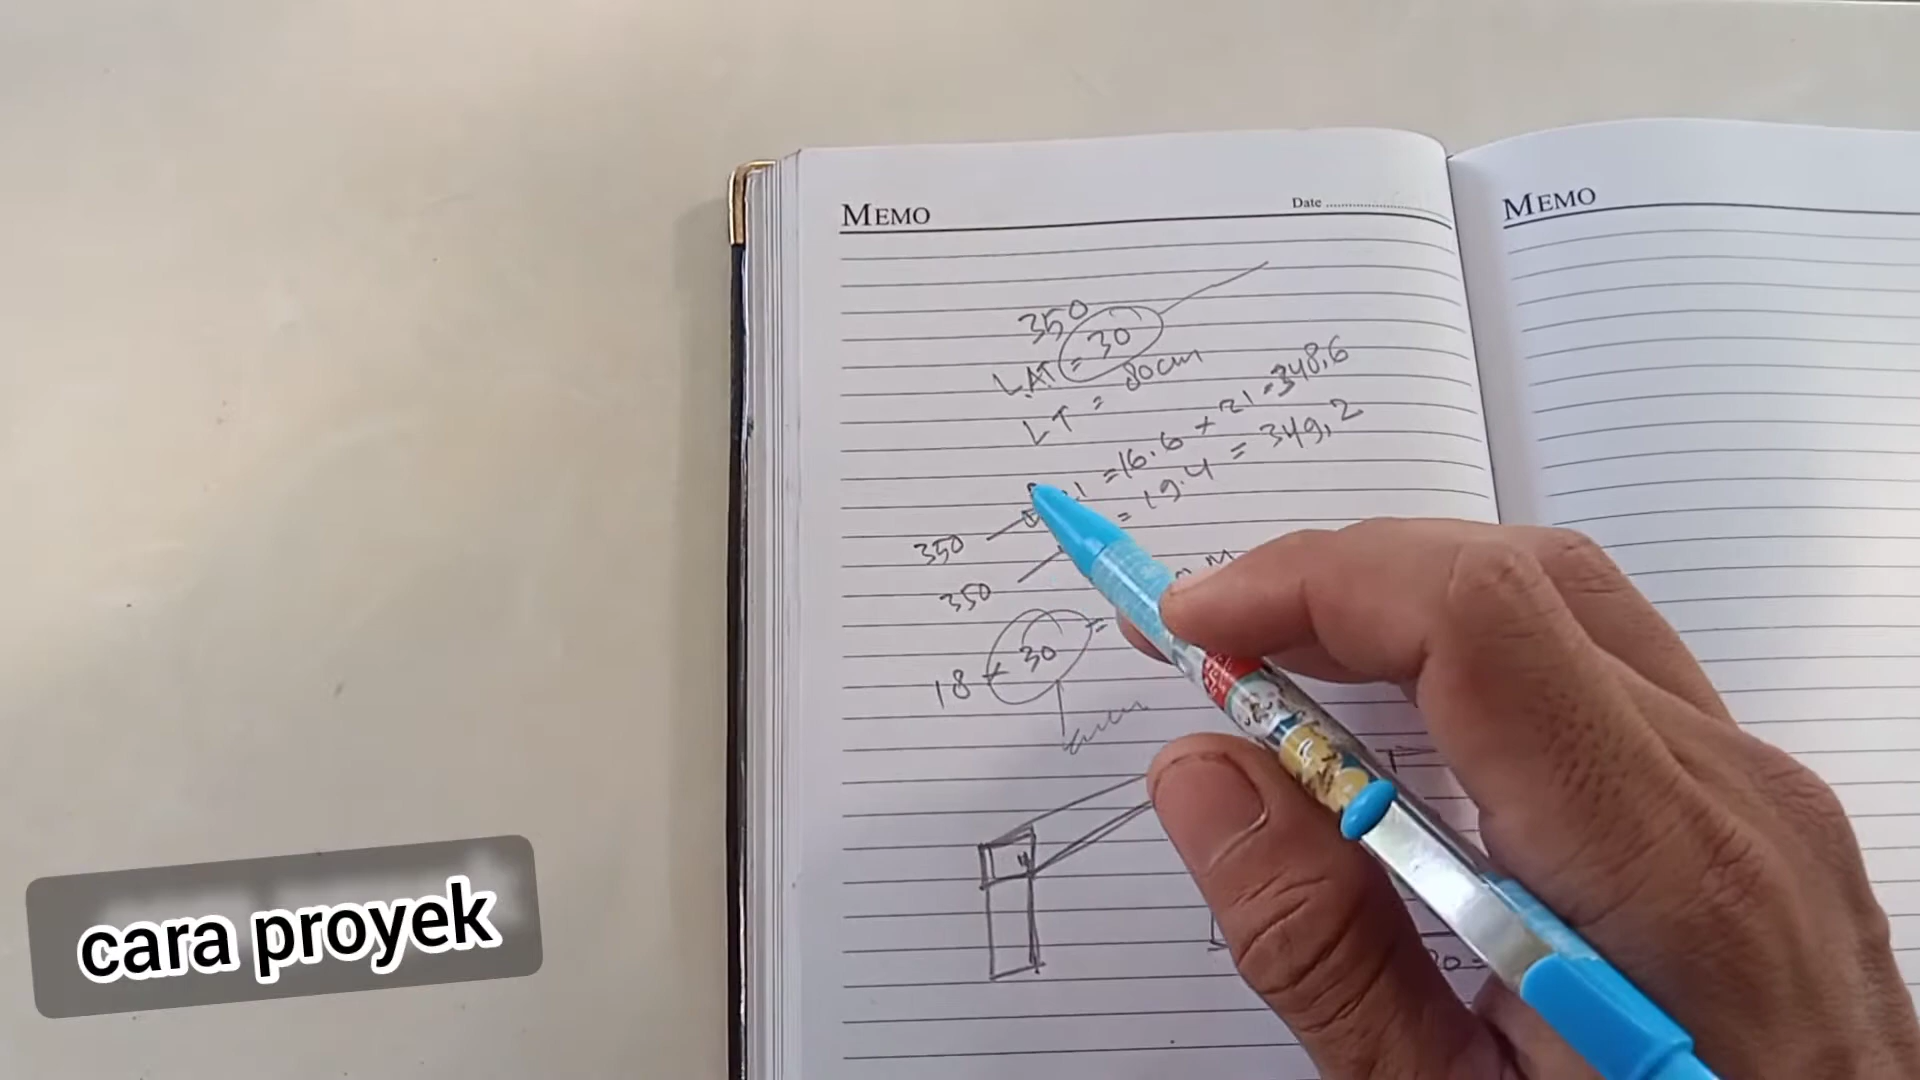 MEMO Date
MEMO
350
LAT = 30
LT = 80cm
= 16.6 + 21 = 348,6
= 19.4 = 349,2
350
350
18 + 30 =
cara proyek